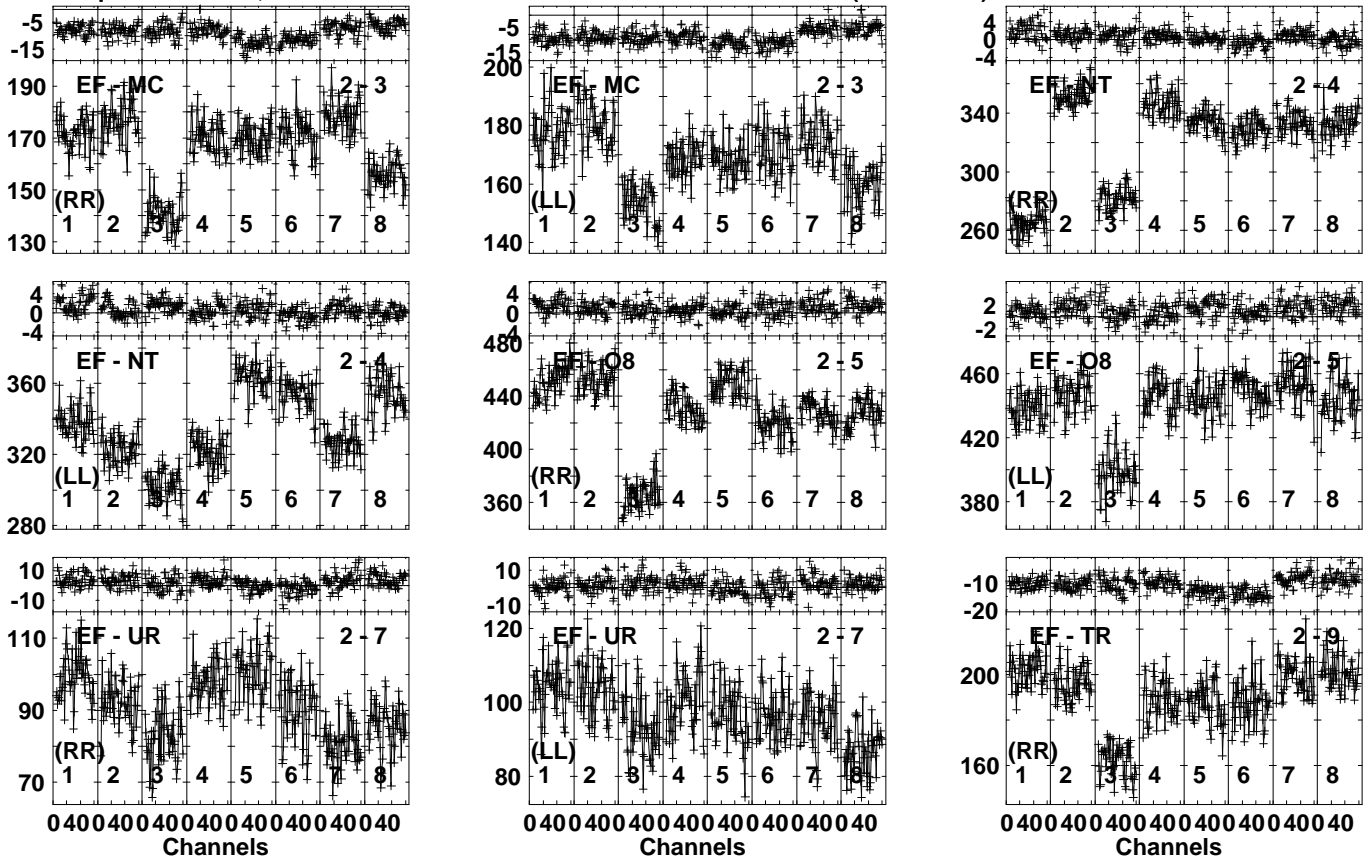 -5 -5 4
-15 -15 0
-4
190 EF - MC 2 - 3 200 EF - MC 2 - 3 EF - NT 2 - 4
170 180 340
150 160 300
(RR) (LL) (RR)
130 1 2 3 4 5 6 7 8 140 1 2 3 4 5 6 7 8 260 1 2 3 4 5 6 7 8
4 4 2
0 0 -2
-4 -4
EF - NT 2 - 4 480 EF - O8 2 - 5 EF - O8 2 - 5
360 440 460
320 400 420
(LL) (RR) (LL)
280 1 2 3 4 5 6 7 8 360 1 2 3 4 5 6 7 8 380 1 2 3 4 5 6 7 8
10 10 -10
-10 -10 -20
110 EF - UR 2 - 7 120 EF - UR 2 - 7 EF - TR 2 - 9
90 100 200
(RR) (LL) (RR)
70 1 2 3 4 5 6 7 8 80 1 2 3 4 5 6 7 8 160 1 2 3 4 5 6 7 8
0 40 0 40 0 40 0 40 0 40 0 40 0 40 0 40 0 40 0 40 0 40 0 40 0 40 0 40 0 40 0 40 0 40 0 40 0 40 0 40 0 40 0 40 0 40 0 40
Channels Channels Channels